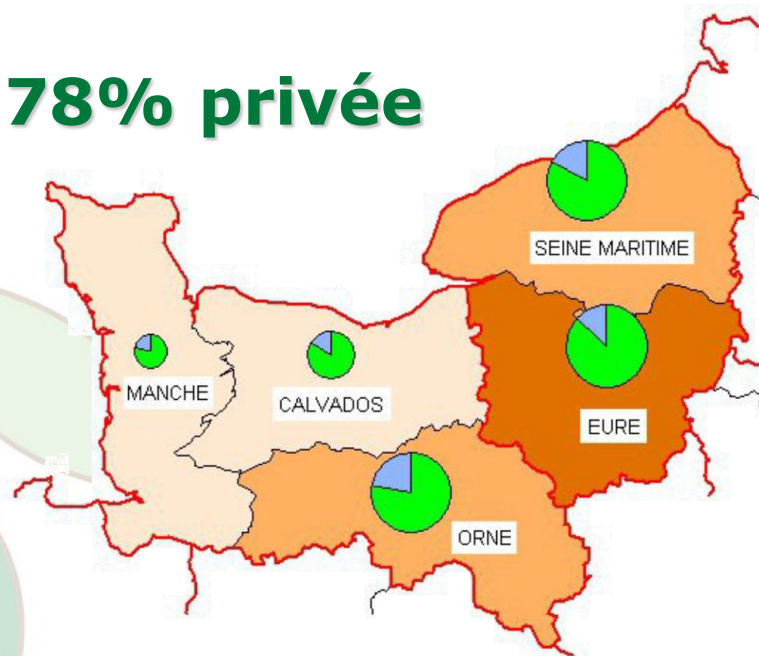 78% privée
SEINE MARITIME
MANCHE
CALVADOS
EURE
ORNE